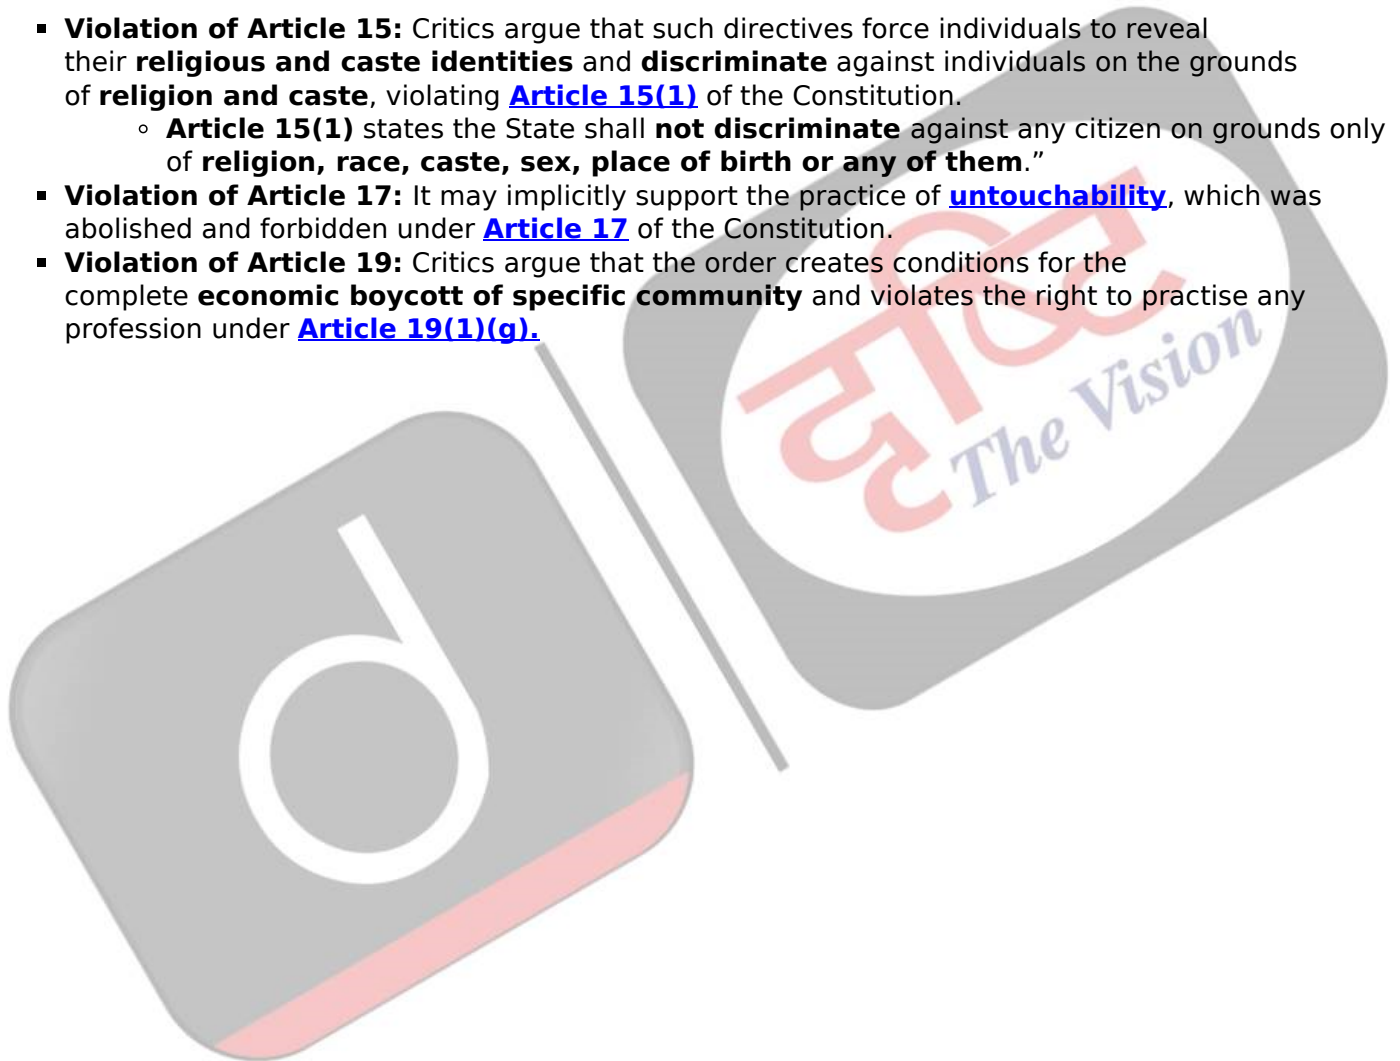 ▪ Violation of Article 15: Critics argue that such directives force individuals to reveal
their religious and caste identities and discriminate against individuals on the grounds
of religion and caste, violating Article 15(1) of the Constitution.
◦ Article 15(1) states the State shall not discriminate against any citizen on grounds only
of religion, race, caste, sex, place of birth or any of them.”
▪ Violation of Article 17: It may implicitly support the practice of untouchability, which was
abolished and forbidden under Article 17 of the Constitution.
▪ Violation of Article 19: Critics argue that the order creates conditions for the
complete economic boycott of specific community and violates the right to practise any
profession under Article 19(1)(g).
दृष्टि
The Vision
d